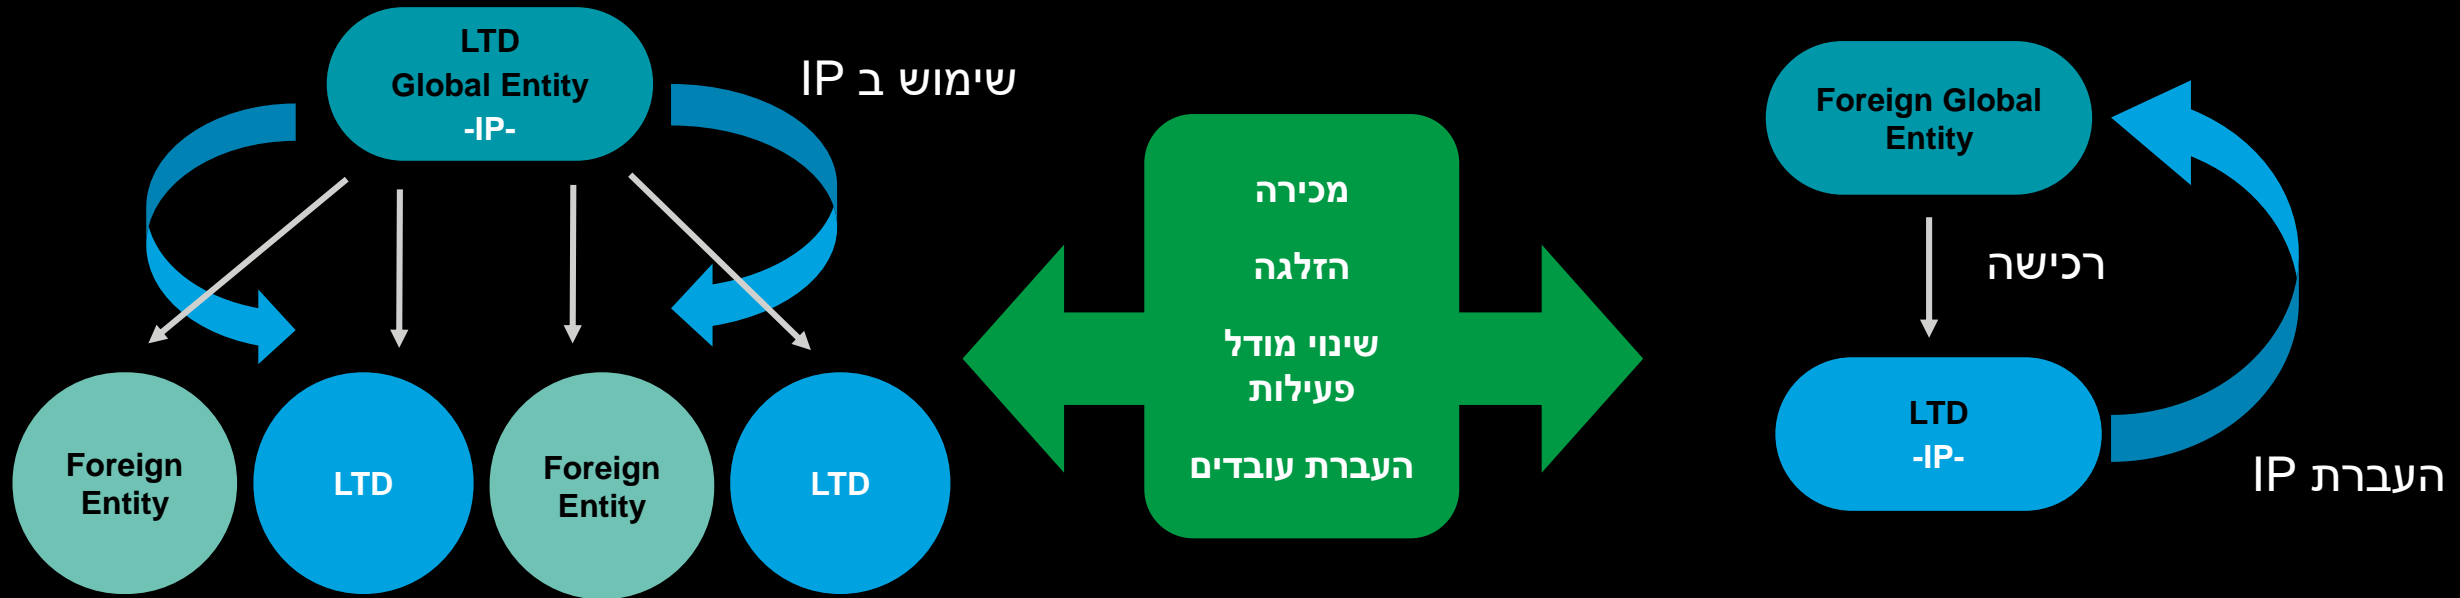 LTD
Global Entity
-IP-
שימוש ב IP
Foreign
Entity
LTD
Foreign
Entity
LTD
מכירה
הזלגה
שינוי מודל
פעילות
העברת עובדים
Foreign Global
Entity
רכישה
LTD
-IP-
העברת IP